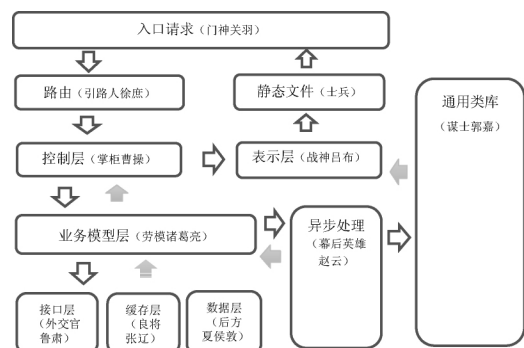 入口请求(门神关羽)
路由(引路人徐庶)
静态文件(士兵)
通用类库
(谋士郭嘉)
控制层(掌柜曹操)
表示层(战神吕布)
业务模型层(劳模诸葛亮)
异步处理
(幕后英雄
赵云)
接口层
(外交官
鲁肃)
缓存层
(良将
张辽)
数据层
(后方
夏侯敦)